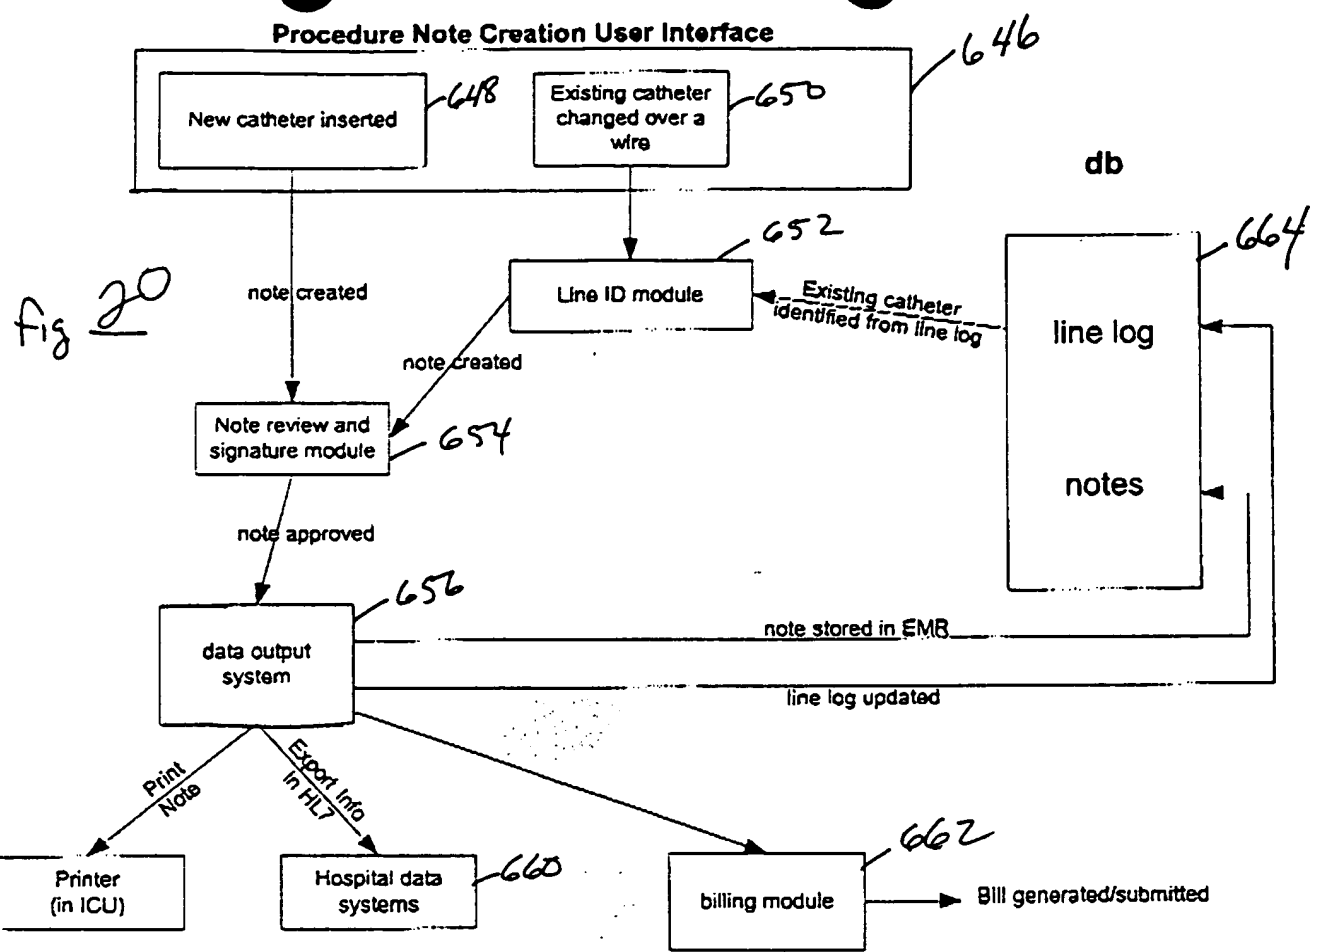 Procedure Note Creation User Interface
646
New catheter inserted
648
Existing catheter
changed over a
wire
650
db
664
652
Line ID module
Existing catheter
identified from line log
line log
notes
fig 20
note created
note created
Note review and
signature module
654
note approved
656
data output
system
note stored in EMR
line log updated
Print
Note
Export Info
in HL7
Printer
(in ICU)
Hospital data
systems
660
billing module
662
Bill generated/submitted